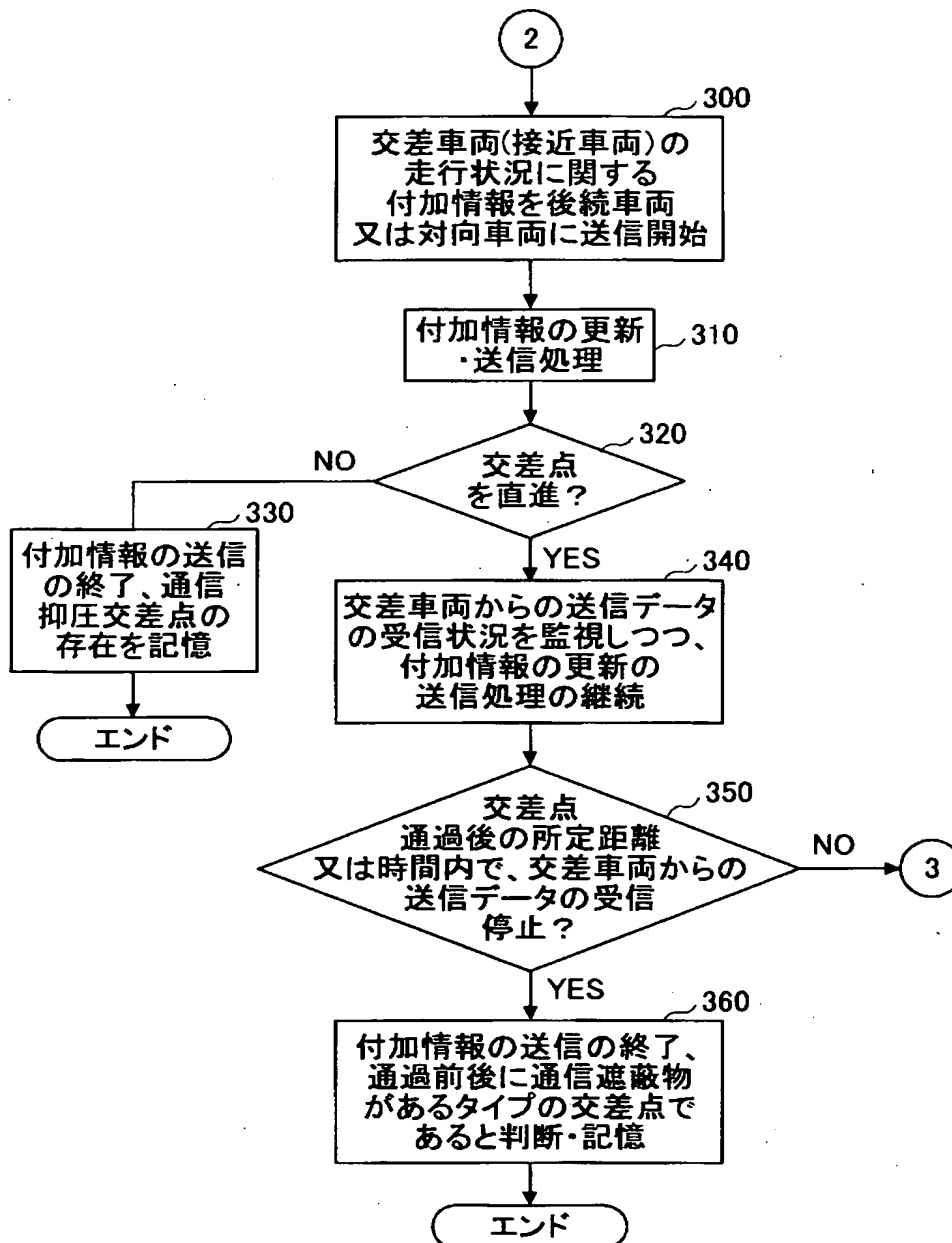 2
300
交差車両(接近車両)の
走行状況に関する
付加情報を後続車両
又は対向車両に送信開始
310
付加情報の更新
・送信処理
320
交差点
を直進？
NO
YES
330
付加情報の送信
の終了、通信
抑圧交差点の
存在を記憶
エンド
340
交差車両からの送信データ
の受信状況を監視しつつ、
付加情報の更新の
送信処理の継続
350
交差点
通過後の所定距離
又は時間内で、交差車両からの
送信データの受信
停止？
NO
3
YES
360
付加情報の送信の終了、
通過前後に通信遮蔽物
があるタイプの交差点で
あると判断・記憶
エンド